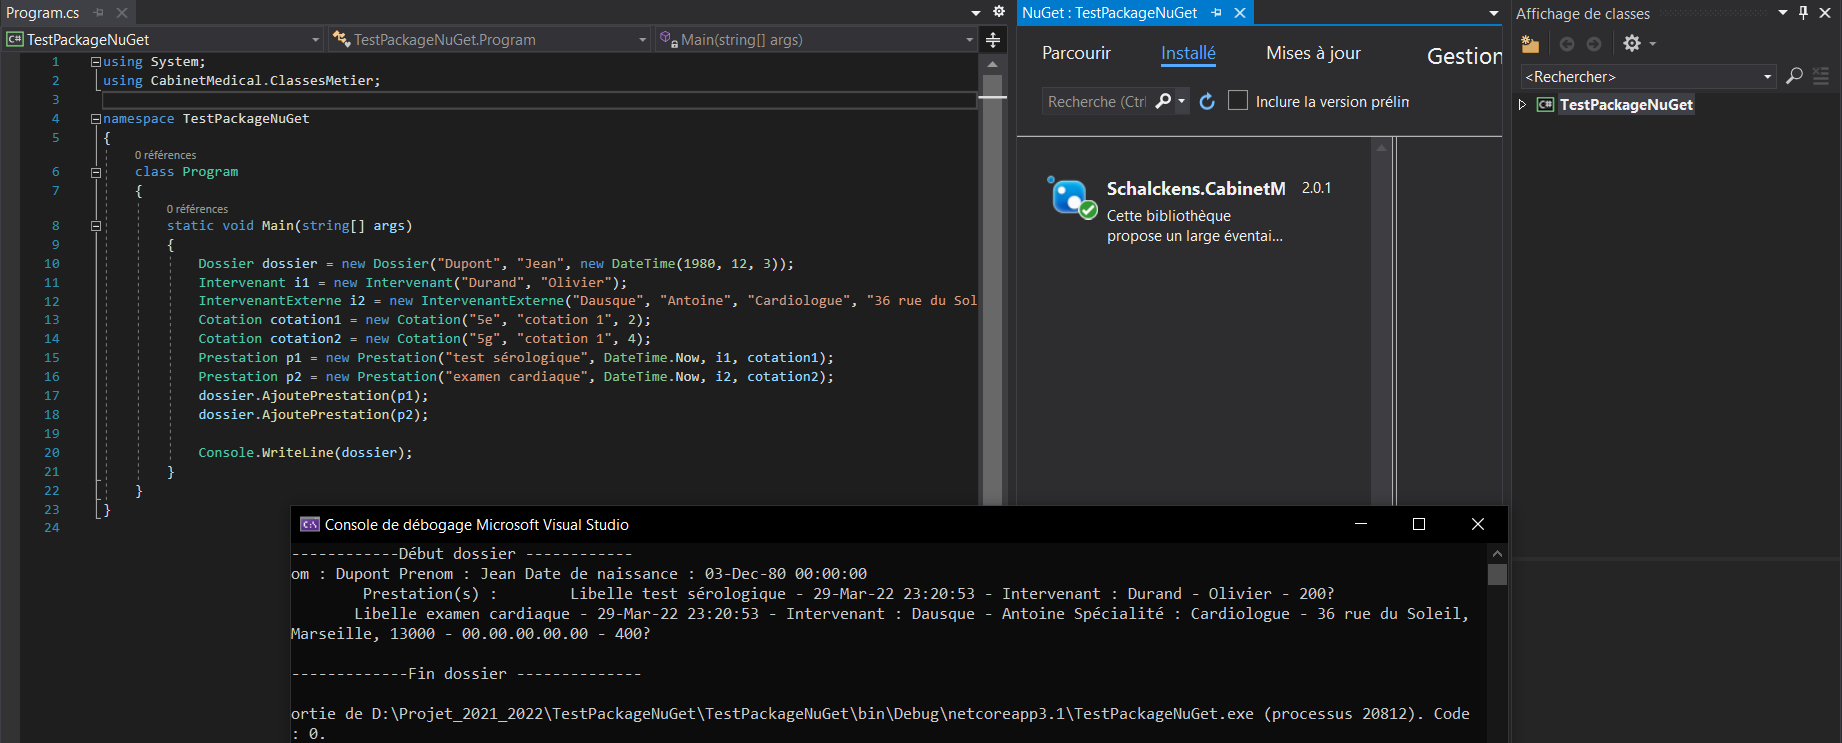 Program.cs
TestPackageNuGet
TestPackageNuGet.Program
Main(string[] args)
1 using System;
2 using CabinetMedical.ClassesMetier;
3
4 namespace TestPackageNuGet
5 {
0 références
6 class Program
7 {
0 références
8 static void Main(string[] args)
9 {
10 Dossier dossier = new Dossier("Dupont", "Jean", new DateTime(1980, 12, 3));
11 Intervenant i1 = new Intervenant("Durand", "Olivier");
12 IntervenantExterne i2 = new IntervenantExterne("Dausque", "Antoine", "Cardiologue", "36 rue du Sol
13 Cotation cotation1 = new Cotation("5e", "cotation 1", 2);
14 Cotation cotation2 = new Cotation("5g", "cotation 1", 4);
15 Prestation p1 = new Prestation("test sérologique", DateTime.Now, i1, cotation1);
16 Prestation p2 = new Prestation("examen cardiaque", DateTime.Now, i2, cotation2);
17 dossier.AjoutePrestation(p1);
18 dossier.AjoutePrestation(p2);
19
20 Console.WriteLine(dossier);
21 }
22 }
23 }
24
NuGet : TestPackageNuGet
Parcourir Installé Mises à jour Gestion
Recherche (Ctrl Inclure la version prélim
Schalckens.CabinetM 2.0.1
Cette bibliothèque
propose un large éventai...
Affichage de classes
<Rechercher>
C# TestPackageNuGet
Console de débogage Microsoft Visual Studio
------------Début dossier ------------
om : Dupont Prenom : Jean Date de naissance : 03-Dec-80 00:00:00
Prestation(s) : Libelle test sérologique - 29-Mar-22 23:20:53 - Intervenant : Durand - Olivier - 200?
Libelle examen cardiaque - 29-Mar-22 23:20:53 - Intervenant : Dausque - Antoine Spécialité : Cardiologue - 36 rue du Soleil,
Marseille, 13000 - 00.00.00.00.00 - 400?
-------------Fin dossier --------------
ortie de D:\Projet_2021_2022\TestPackageNuGet\TestPackageNuGet\bin\Debug\netcoreapp3.1\TestPackageNuGet.exe (processus 20812). Code
: 0.